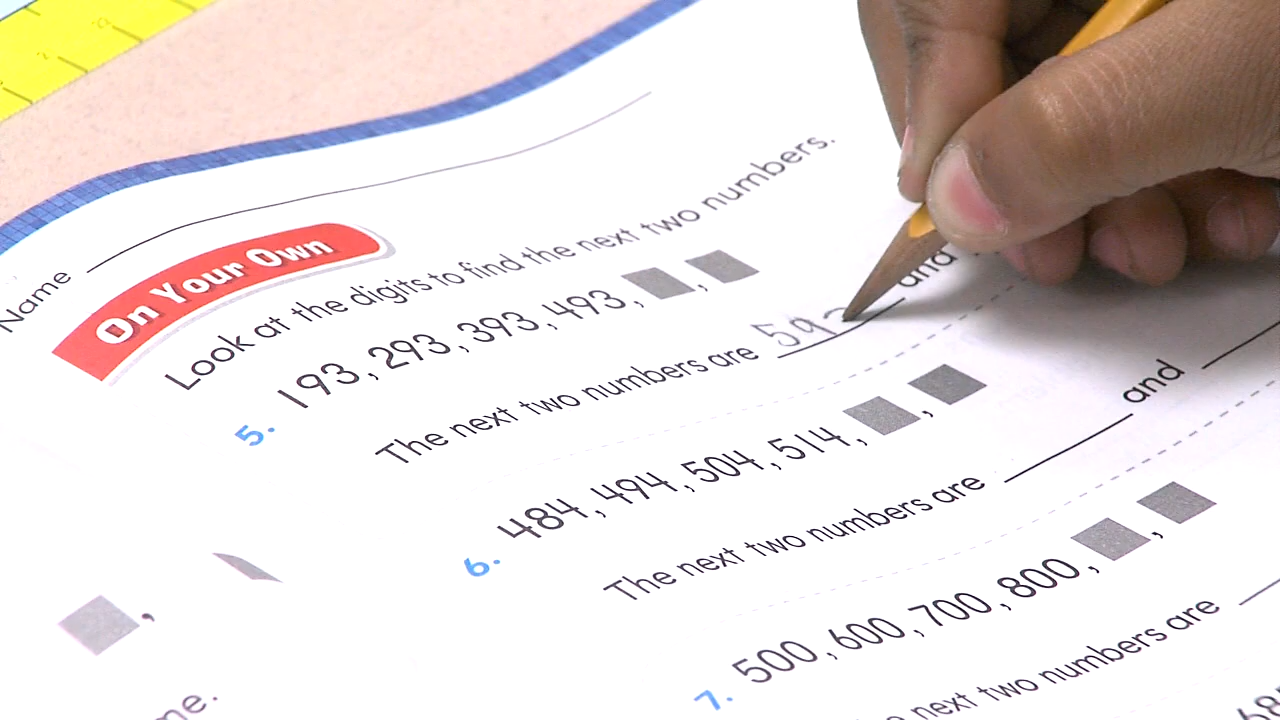 Name
On Your Own
Look at the digits to find the next two numbers.
5. 193, 293, 393, 493, ,
The next two numbers are 593 and
6. 484, 494, 504, 514, ,
The next two numbers are and
7. 500, 600, 700, 800, ,
next two numbers are
,
me.